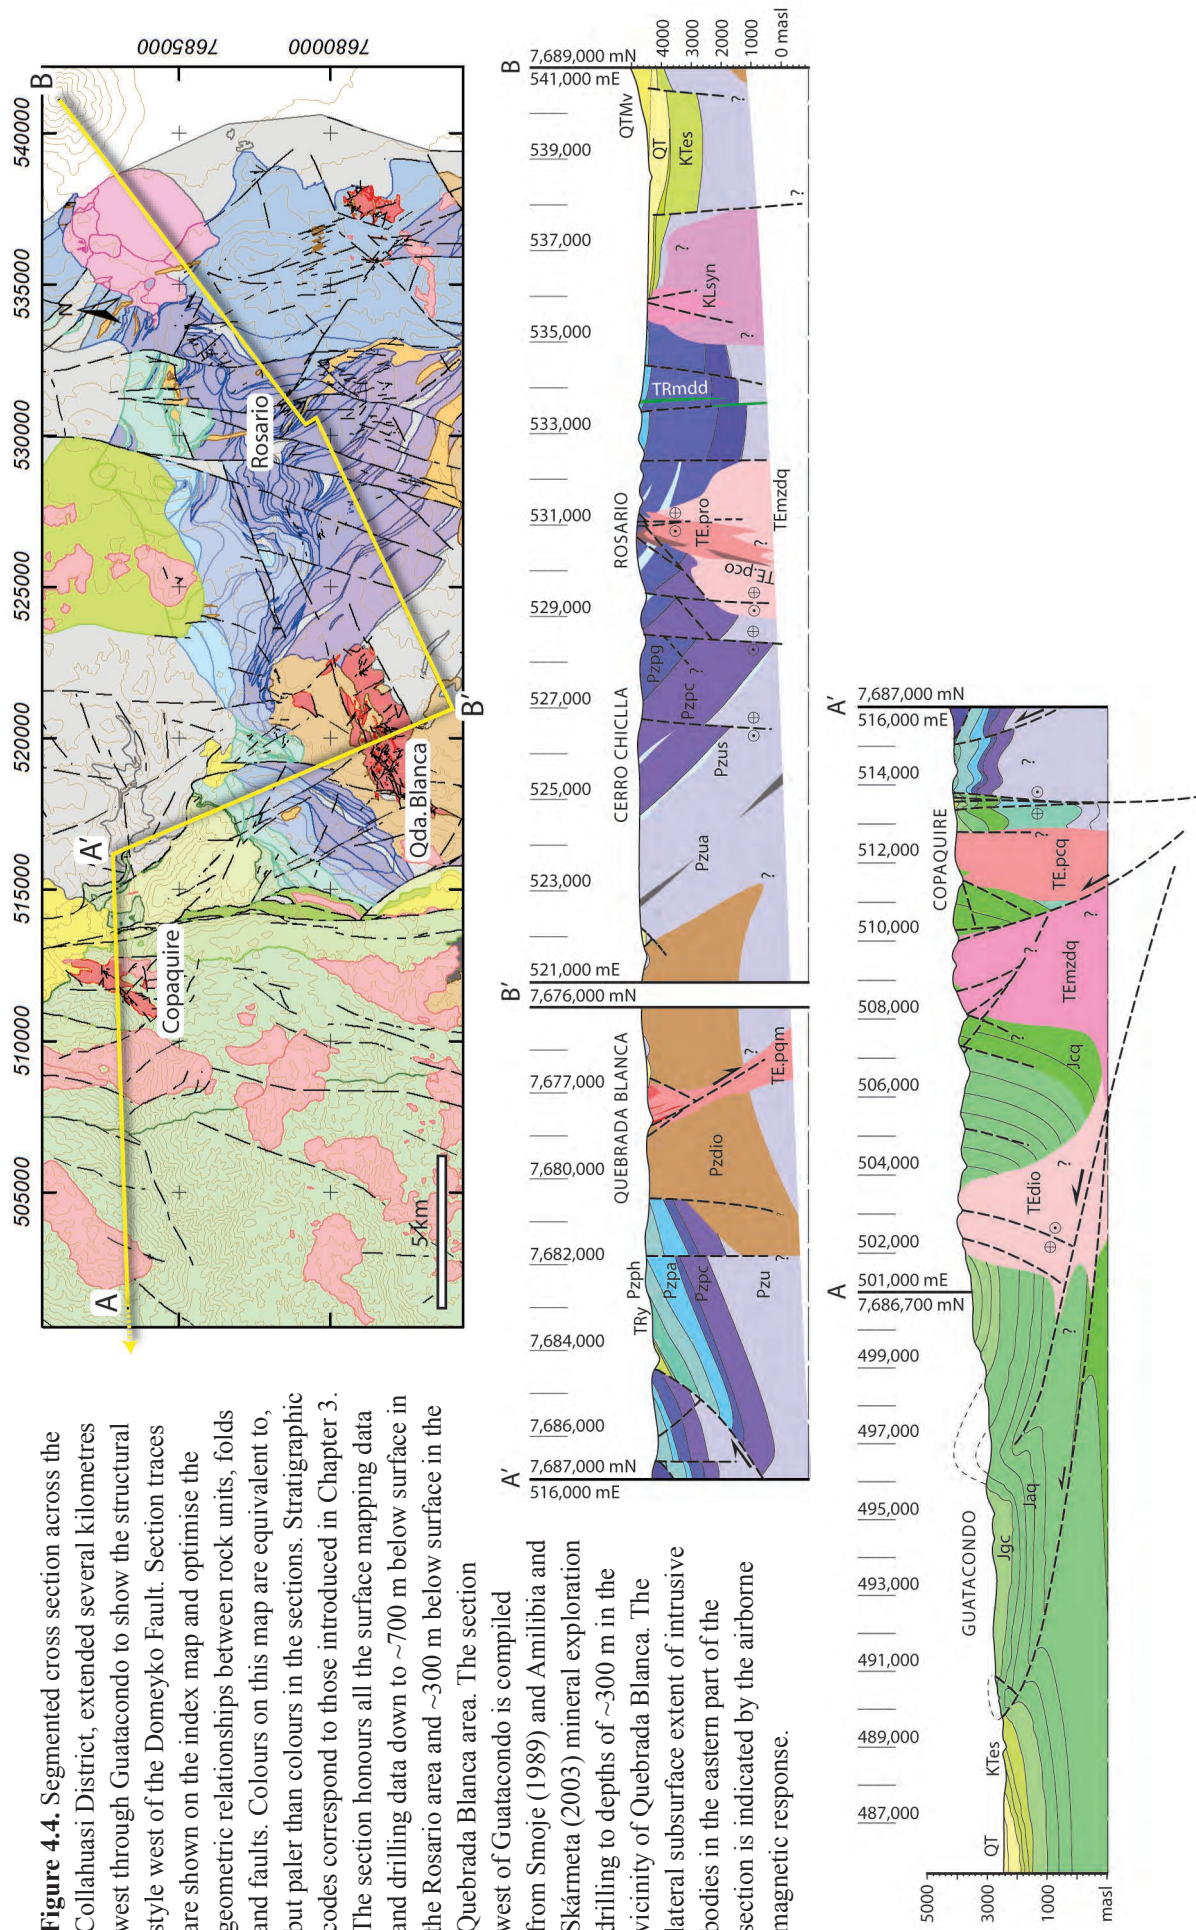 Figure 4.4. Segmented cross section across the
Collahuasi District, extended several kilometres
west through Guatacondo to show the structural
style west of the Domeyko Fault. Section traces
are shown on the index map and optimise the
geometric relationships between rock units, folds
and faults. Colours on this map are equivalent to,
but paler than colours in the sections. Stratigraphic
codes correspond to those introduced in Chapter 3.
The section honours all the surface mapping data
and drilling data down to ~700 m below surface in
the Rosario area and ~300 m below surface in the
Quebrada Blanca area. The section
west of Guatacondo is compiled
from Smoje (1989) and Amilibia and
Skármeta (2003) mineral exploration
drilling to depths of ~300 m in the
vicinity of Quebrada Blanca. The
lateral subsurface extent of intrusive
bodies in the eastern part of the
section is indicated by the airborne
magnetic response.
505000
510000
515000
520000
525000
530000
535000
540000
7685000
7680000
A
A'
B'
B
N
Copaquire
Qda. Blanca
Rosario
5 km
A'
7,687,000 mN
516,000 mE
7,686,000
7,684,000
7,682,000
7,680,000
7,677,000
QUEBRADA BLANCA
B'
7,676,000 mN
521,000 mE
523,000
525,000
527,000
529,000
531,000
533,000
535,000
537,000
539,000
CERRO CHICLLA
ROSARIO
B
7,689,000 mN
541,000 mE
4000
3000
2000
1000
0 masl
TRy
Pzph
Pzpa
Pzpc
Pzu
Pzdio
TE.pqm
?
?
?
Pzua
Pzus
Pzpc
Pzpg
?
?
TE.pco
TE.pro
?
TEmzdq
TRmdd
KLsyn
?
?
?
?
QTMv
QT
KTes
5000
3000
1000
masl
487,000
489,000
491,000
493,000
495,000
497,000
499,000
GUATACONDO
A
7,686,700 mN
501,000 mE
502,000
504,000
506,000
508,000
510,000
512,000
514,000
COPAQUIRE
A'
7,687,000 mN
516,000 mE
QT
KTes
Jgc
Jaq
?
TEdio
?
Jcq
?
?
TEmzdq
?
TE.pcq
?
?